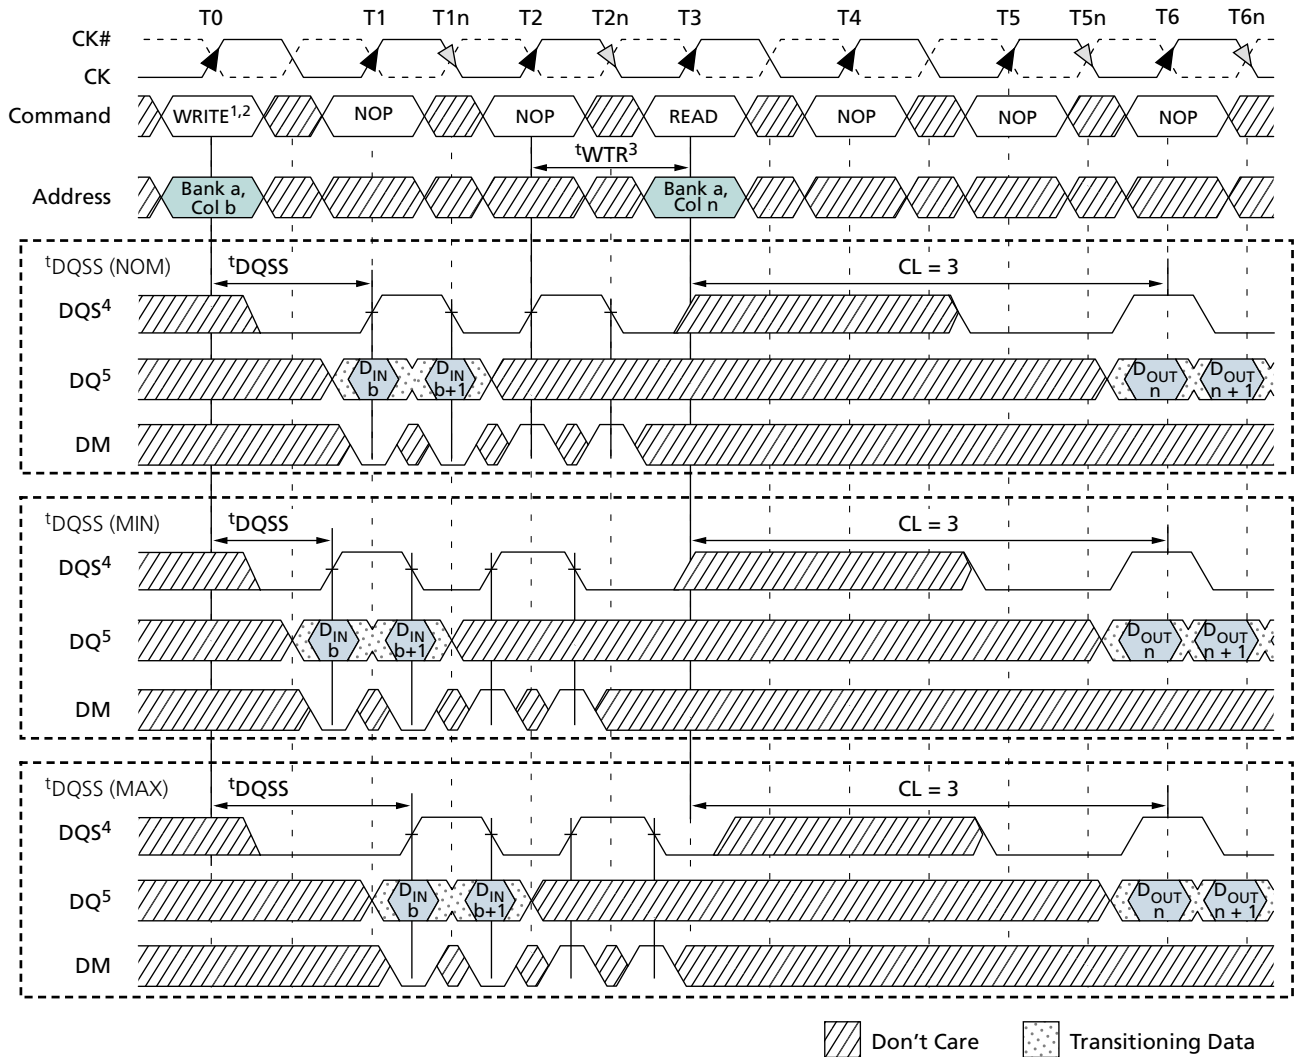 T0 T1 T1n T2 T2n T3 T4 T5 T5n T6 T6n
CK#
CK
Command WRITE1,2 NOP NOP READ NOP NOP NOP
tWTR3
Address Bank a, Col b Bank a, Col n
tDQSS (NOM) tDQSS CL = 3
DQS4
DQ5 DIN b DIN b+1 DOUT n DOUT n + 1
DM
tDQSS (MIN) tDQSS CL = 3
DQS4
DQ5 DIN b DIN b+1 DOUT n DOUT n + 1
DM
tDQSS (MAX) tDQSS CL = 3
DQS4
DQ5 DIN b DIN b+1 DOUT n DOUT n + 1
DM
Don't Care Transitioning Data